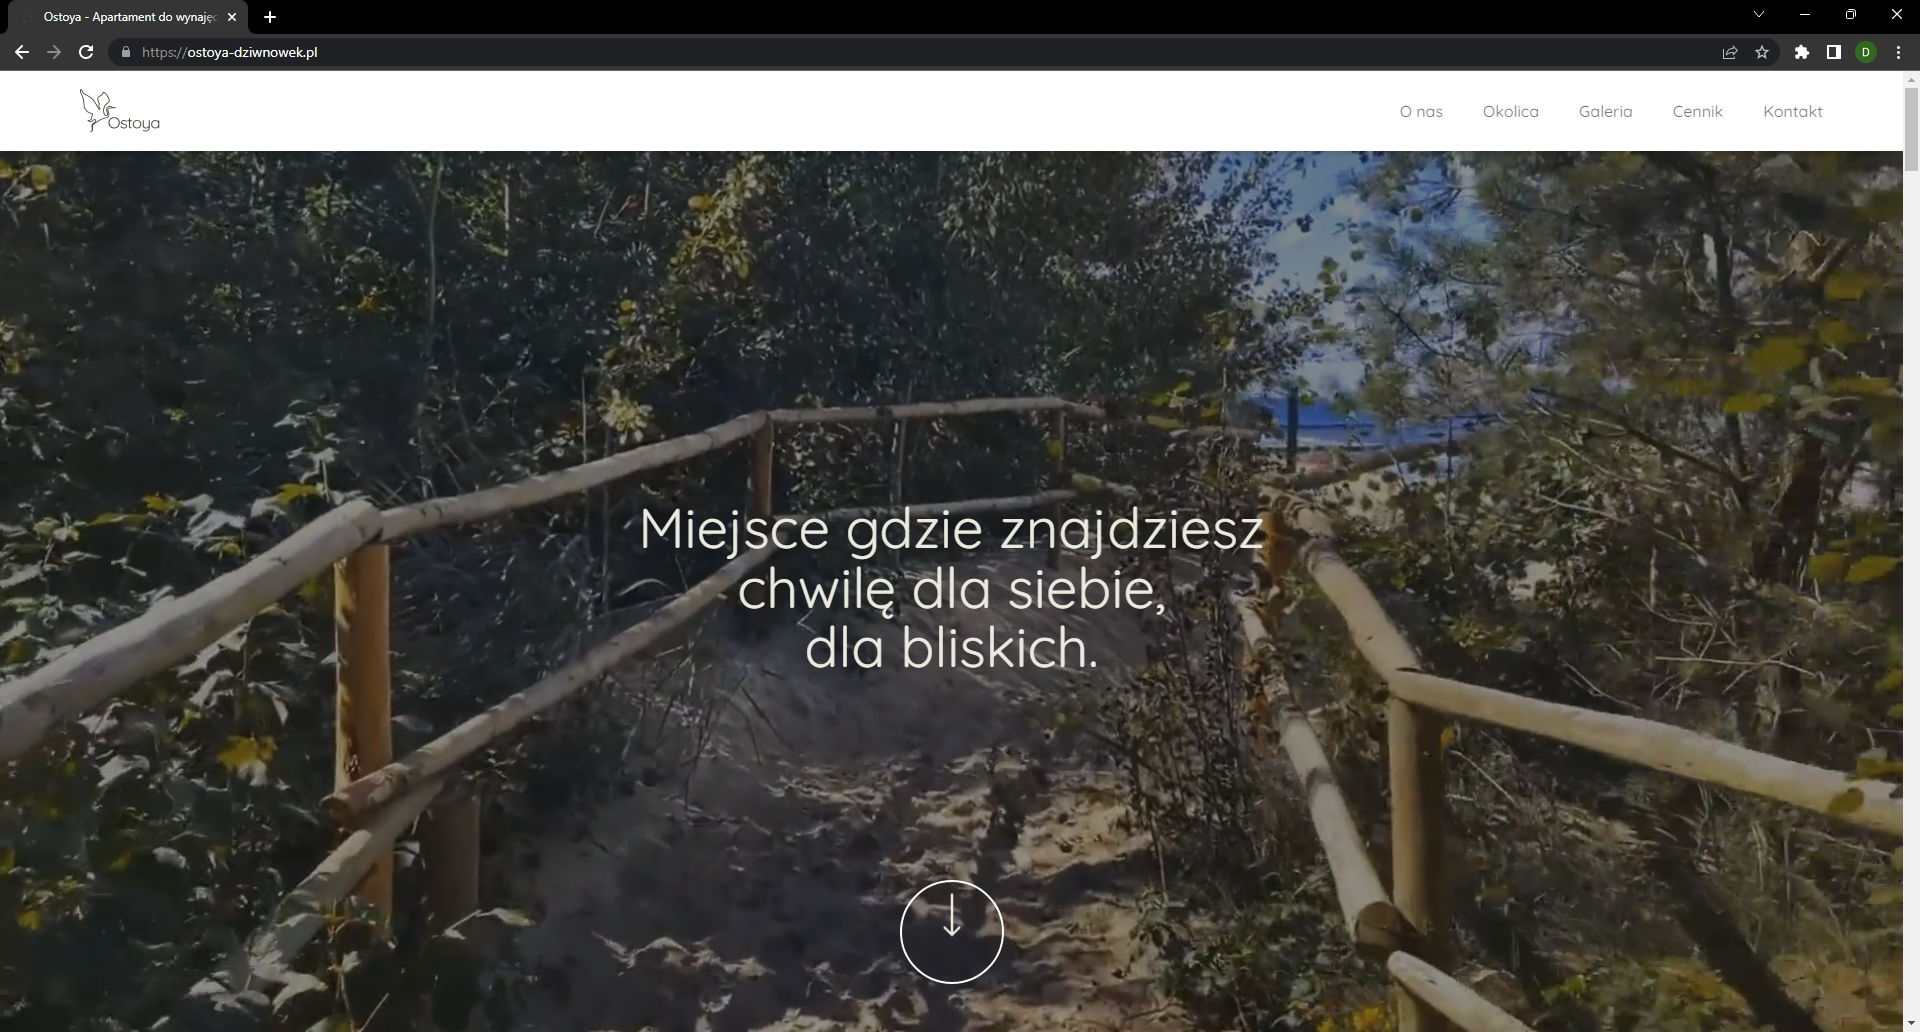 Ostoya - Apartament do wynaję
https://ostoya-dziwnowek.pl
D
Ostoya
O nas
Okolica
Galeria
Cennik
Kontakt
Miejsce gdzie znajdziesz
chwilę dla siebie,
dla bliskich.